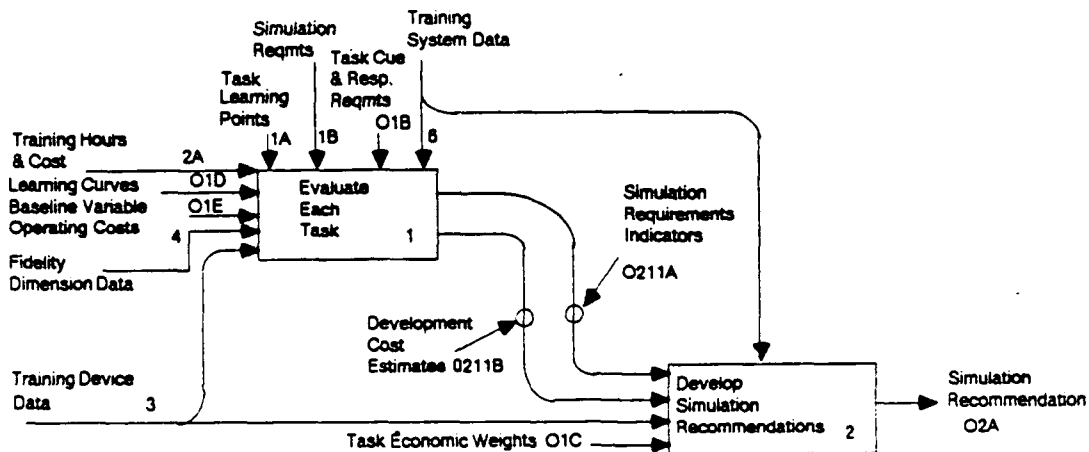 Training
System Data
Simulation
Reqmts
Task Cue
& Resp.
Reqmts
Task
Learning
Points
1A
1B
O1B
6
Training Hours
& Cost
2A
Learning Curves
O1D
Baseline Variable
O1E
Operating Costs
4
Fidelity
Dimension Data
Evaluate
Each
Task
1
Simulation
Requirements
Indicators
O211A
Development
Cost
Estimates 0211B
Training Device
Data
3
Task Economic Weights O1C
Develop
Simulation
Recommendations
2
Simulation
Recommendation
O2A